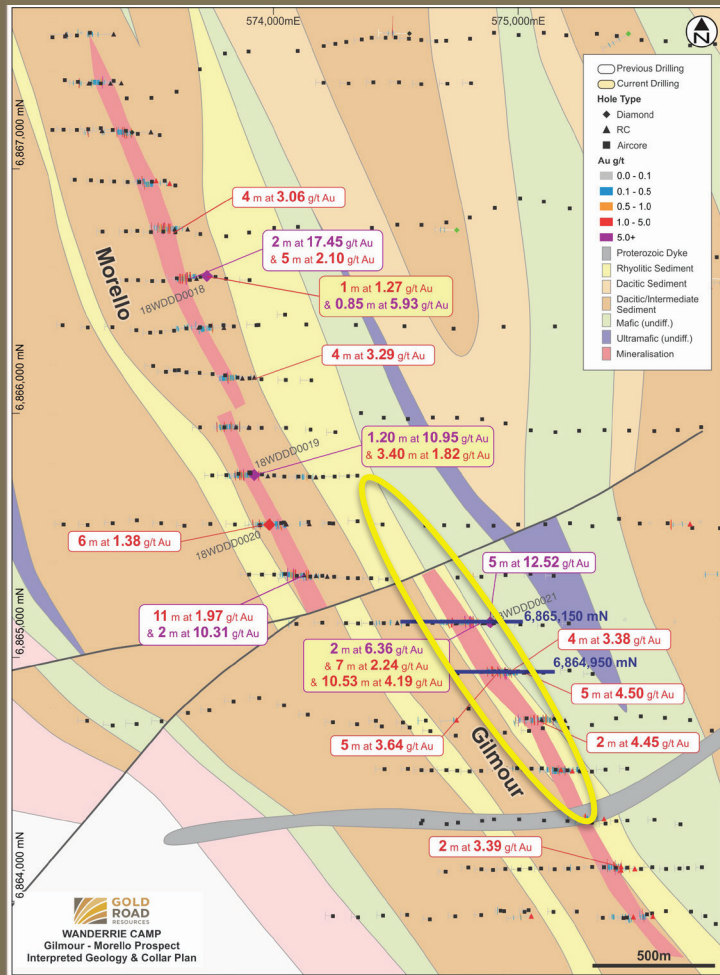 574,000mE
575,000mE
N
6,867,000 mN
6,866,000 mN
6,865,000 mN
6,864,000 mN
Previous Drilling
Current Drilling
Hole Type
Diamond
RC
Aircore
Au g/t
0.0 - 0.1
0.1 - 0.5
0.5 - 1.0
1.0 - 5.0
5.0+
Proterozoic Dyke
Rhyolitic Sediment
Dacitic Sediment
Dacitic/Intermediate
Sediment
Mafic (undiff.)
Ultramafic (undiff.)
Mineralisation
4 m at 3.06 g/t Au
2 m at 17.45 g/t Au
& 5 m at 2.10 g/t Au
Morello
18WDDD0018
1 m at 1.27 g/t Au
& 0.85 m at 5.93 g/t Au
4 m at 3.29 g/t Au
1.20 m at 10.95 g/t Au
& 3.40 m at 1.82 g/t Au
18WDDD0019
6 m at 1.38 g/t Au
18WDDD0020
5 m at 12.52 g/t Au
11 m at 1.97 g/t Au
& 2 m at 10.31 g/t Au
6,865,150 mN
2 m at 6.36 g/t Au
& 7 m at 2.24 g/t Au
& 10.53 m at 4.19 g/t Au
4 m at 3.38 g/t Au
6,864,950 mN
5 m at 4.50 g/t Au
5 m at 3.64 g/t Au
Gilmour
2 m at 4.45 g/t Au
2 m at 3.39 g/t Au
GOLD
ROAD
RESOURCES
WANDERRIE CAMP
Gilmour - Morello Prospect
Interpreted Geology & Collar Plan
500m